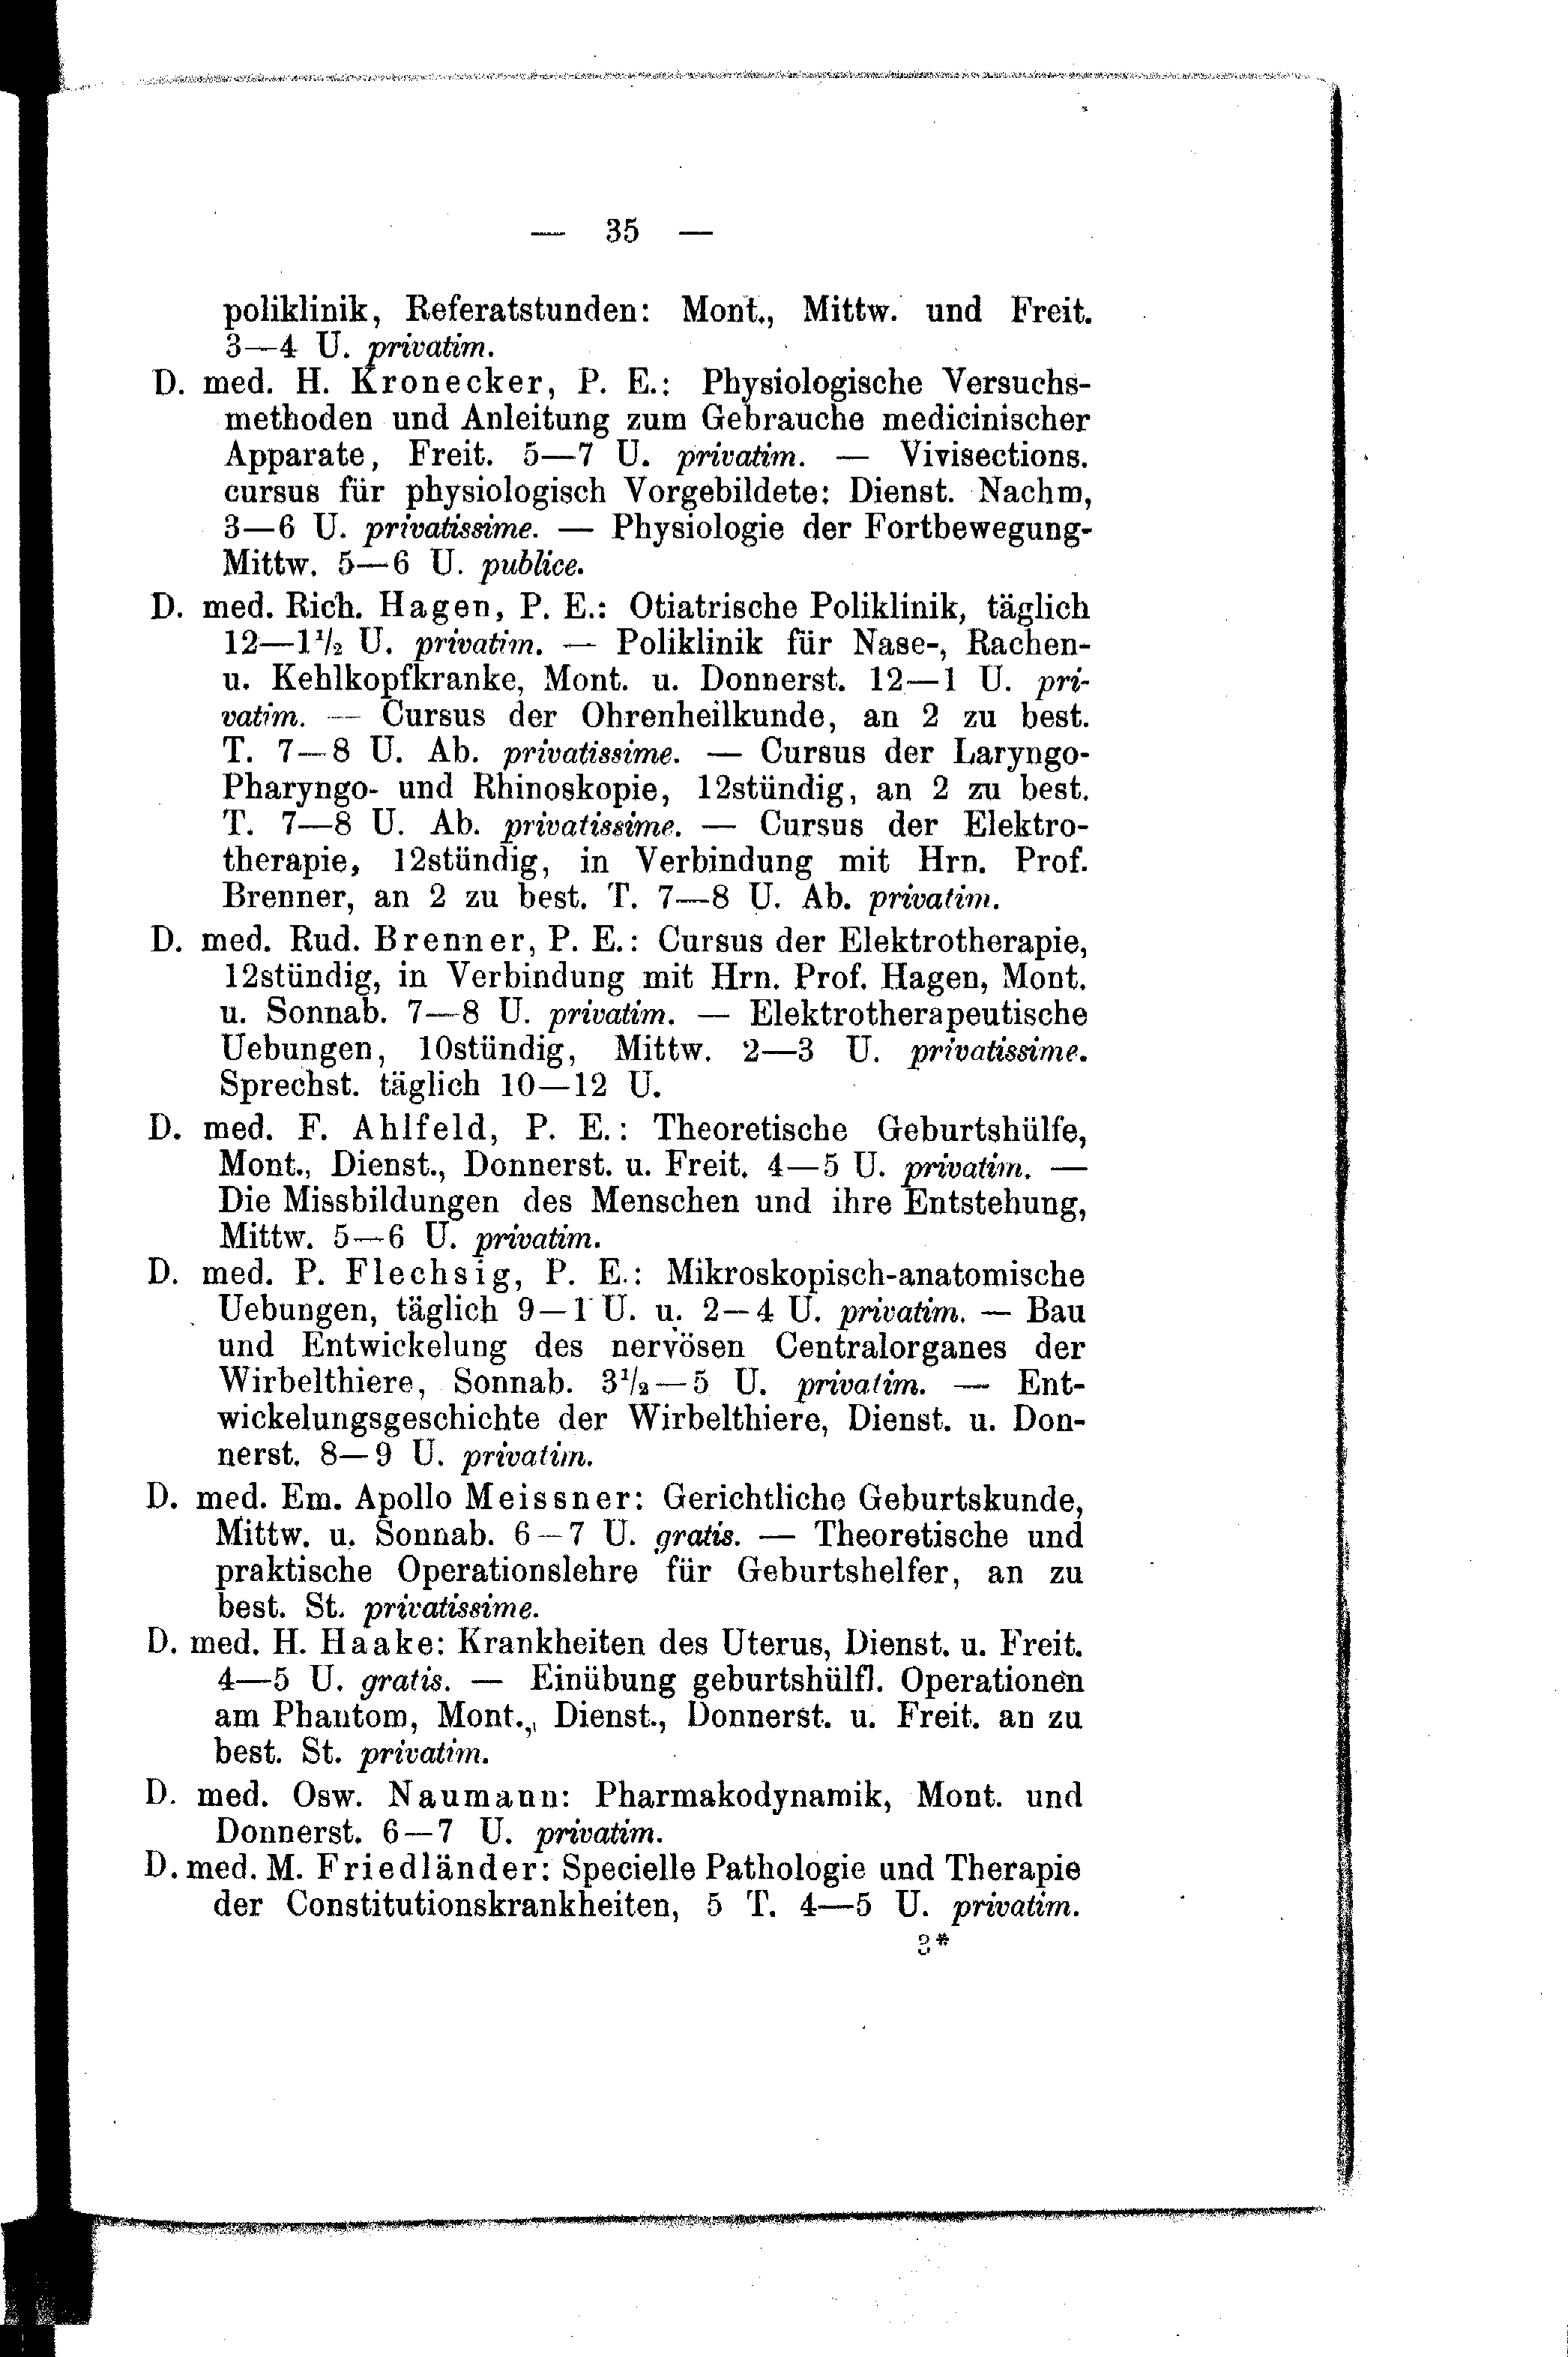 — 35 —
poliklinik, Referatstunden: Mont., Mittw. und Freit.
3—4 U. privatim.
D. med. H. Kronecker, P. E.: Physiologische Versuchs-
methoden und Anleitung zum Gebrauche medicinischer
Apparate, Freit. 5—7 U. privatim. — Vivisections.
cursus für physiologisch Vorgebildete: Dienst. Nachm,
3—6 U. privatissime. — Physiologie der Fortbewegung-
Mittw. 5—6 U. publice.
D. med. Rich. Hagen, P. E.: Otiatrische Poliklinik, täglich
12—1½ U. privatim. — Poliklinik für Nase-, Rachen-
u. Kehlkopfkranke, Mont. u. Donnerst. 12—1 U. pri-
vatim. — Cursus der Ohrenheilkunde, an 2 zu best.
T. 7—8 U. Ab. privatissime. — Cursus der Laryngo-
Pharyngo- und Rhinoskopie, 12stündig, an 2 zu best.
T. 7—8 U. Ab. privatissime. — Cursus der Elektro-
therapie, 12stündig, in Verbindung mit Hrn. Prof.
Brenner, an 2 zu best. T. 7—8 U. Ab. privatim.
D. med. Rud. Brenner, P. E.: Cursus der Elektrotherapie,
12stündig, in Verbindung mit Hrn. Prof. Hagen, Mont.
u. Sonnab. 7—8 U. privatim. — Elektrotherapeutische
Uebungen, 10stündig, Mittw. 2—3 U. privatissime.
Sprechst. täglich 10—12 U.
D. med. F. Ahlfeld, P. E.: Theoretische Geburtshülfe,
Mont., Dienst., Donnerst. u. Freit. 4—5 U. privatim. —
Die Missbildungen des Menschen und ihre Entstehung,
Mittw. 5—6 U. privatim.
D. med. P. Flechsig, P. E.: Mikroskopisch-anatomische
Uebungen, täglich 9—1 U. u. 2—4 U. privatim. — Bau
und Entwickelung des nervösen Centralorganes der
Wirbelthiere, Sonnab. 3½—5 U. privatim. — Ent-
wickelungsgeschichte der Wirbelthiere, Dienst. u. Don-
nerst. 8—9 U. privatim.
D. med. Em. Apollo Meissner: Gerichtliche Geburtskunde,
Mittw. u. Sonnab. 6—7 U. gratis. — Theoretische und
praktische Operationslehre für Geburtshelfer, an zu
best. St. privatissime.
D. med. H. Haake: Krankheiten des Uterus, Dienst. u. Freit.
4—5 U. gratis. — Einübung geburtshülfl. Operationen
am Phantom, Mont., Dienst., Donnerst. u. Freit. an zu
best. St. privatim.
D. med. Osw. Naumann: Pharmakodynamik, Mont. und
Donnerst. 6—7 U. privatim.
D. med. M. Friedländer: Specielle Pathologie und Therapie
der Constitutionskrankheiten, 5 T. 4—5 U. privatim.
3*